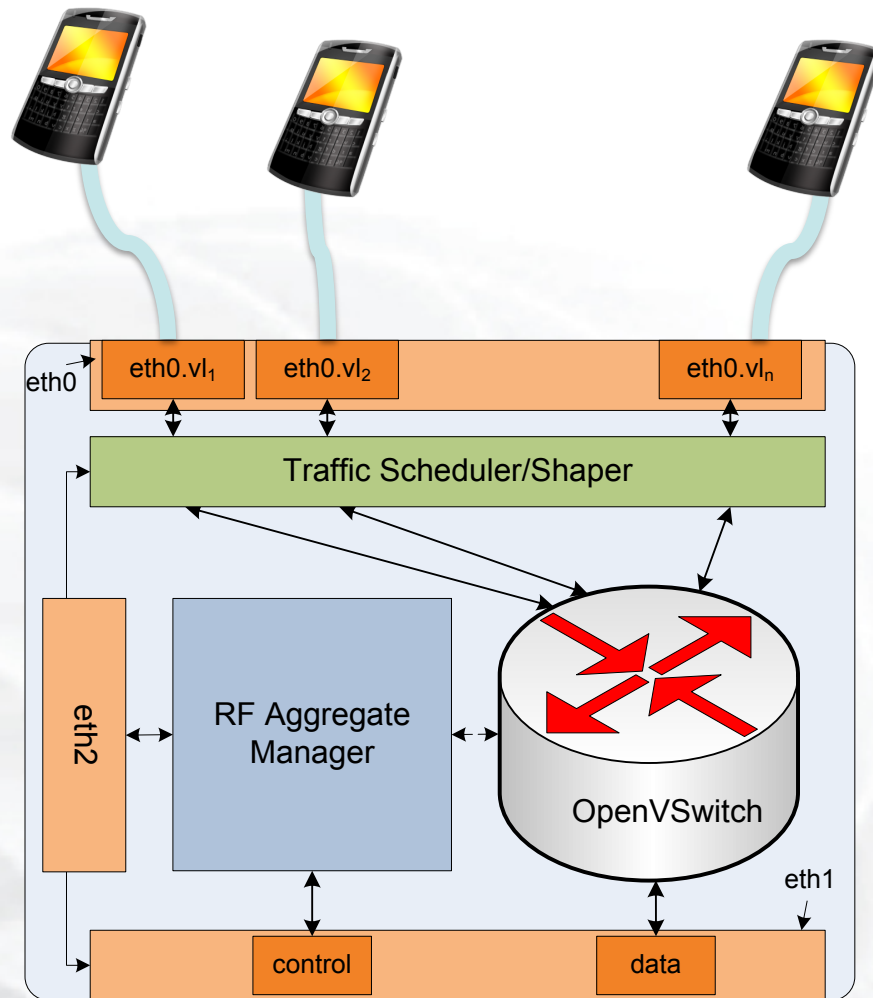 eth0
eth0.vl₁
eth0.vl₂
eth0.vlₙ
Traffic Scheduler/Shaper
eth2
RF Aggregate
Manager
OpenVSwitch
eth1
control
data